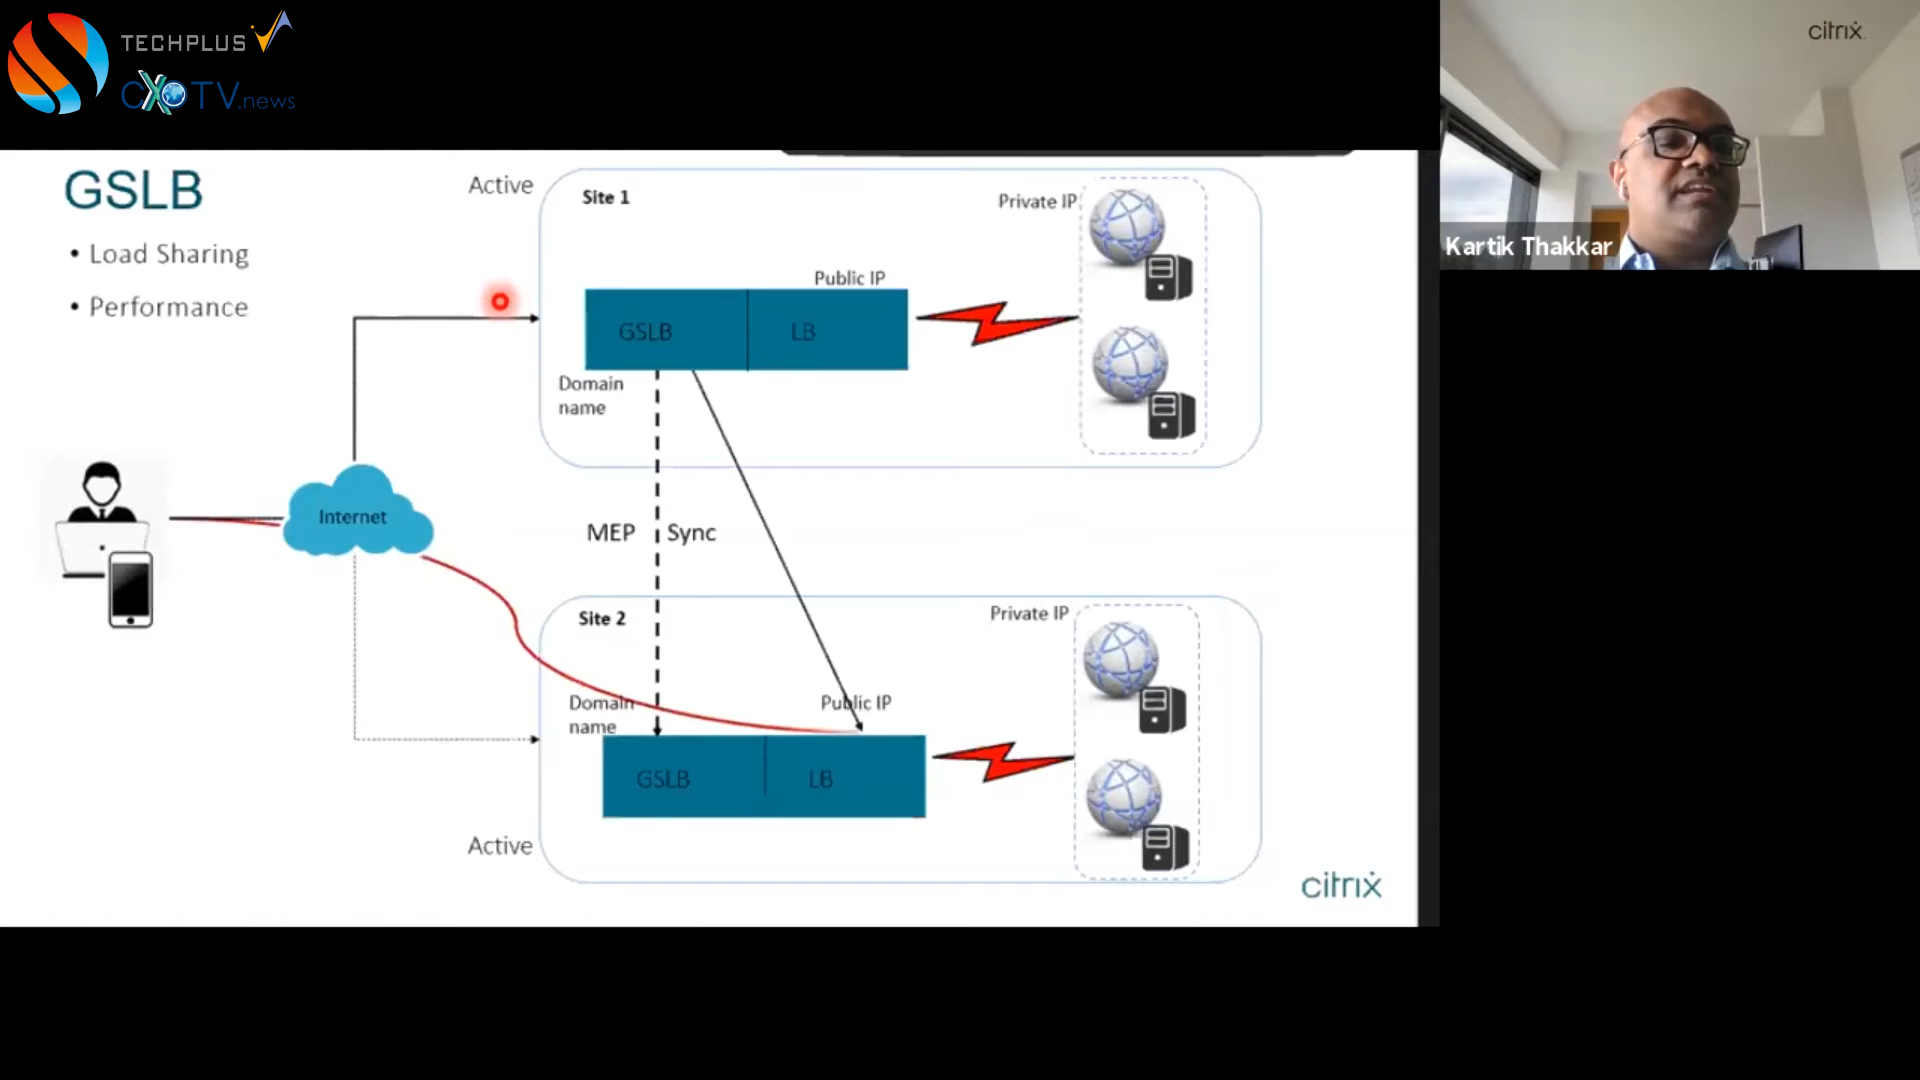 TECHPLUS
CXOTV.news
citrix
Kartik Thakkar
GSLB
• Load Sharing
• Performance
Active
Site 1
Private IP
Public IP
GSLB
LB
Domain
name
Internet
MEP
Sync
Site 2
Private IP
Domain
name
Public IP
GSLB
LB
Active
citrix